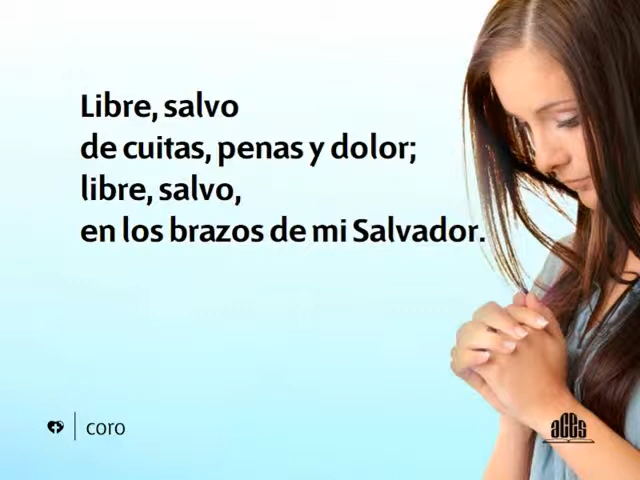 Libre, salvo
de cuitas, penas y dolor;
libre, salvo,
en los brazos de mi Salvador.
coro
aces